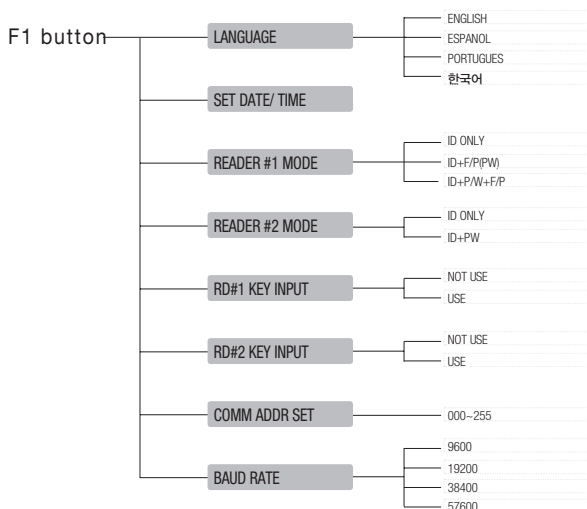 F1 button
LANGUAGE
ENGLISH
ESPANOL
PORTUGUES
한국어
SET DATE/ TIME
READER #1 MODE
ID ONLY
ID+F/P(PW)
ID+P/W+F/P
READER #2 MODE
ID ONLY
ID+PW
RD#1 KEY INPUT
NOT USE
USE
RD#2 KEY INPUT
NOT USE
USE
COMM ADDR SET
000~255
BAUD RATE
9600
19200
38400
57600